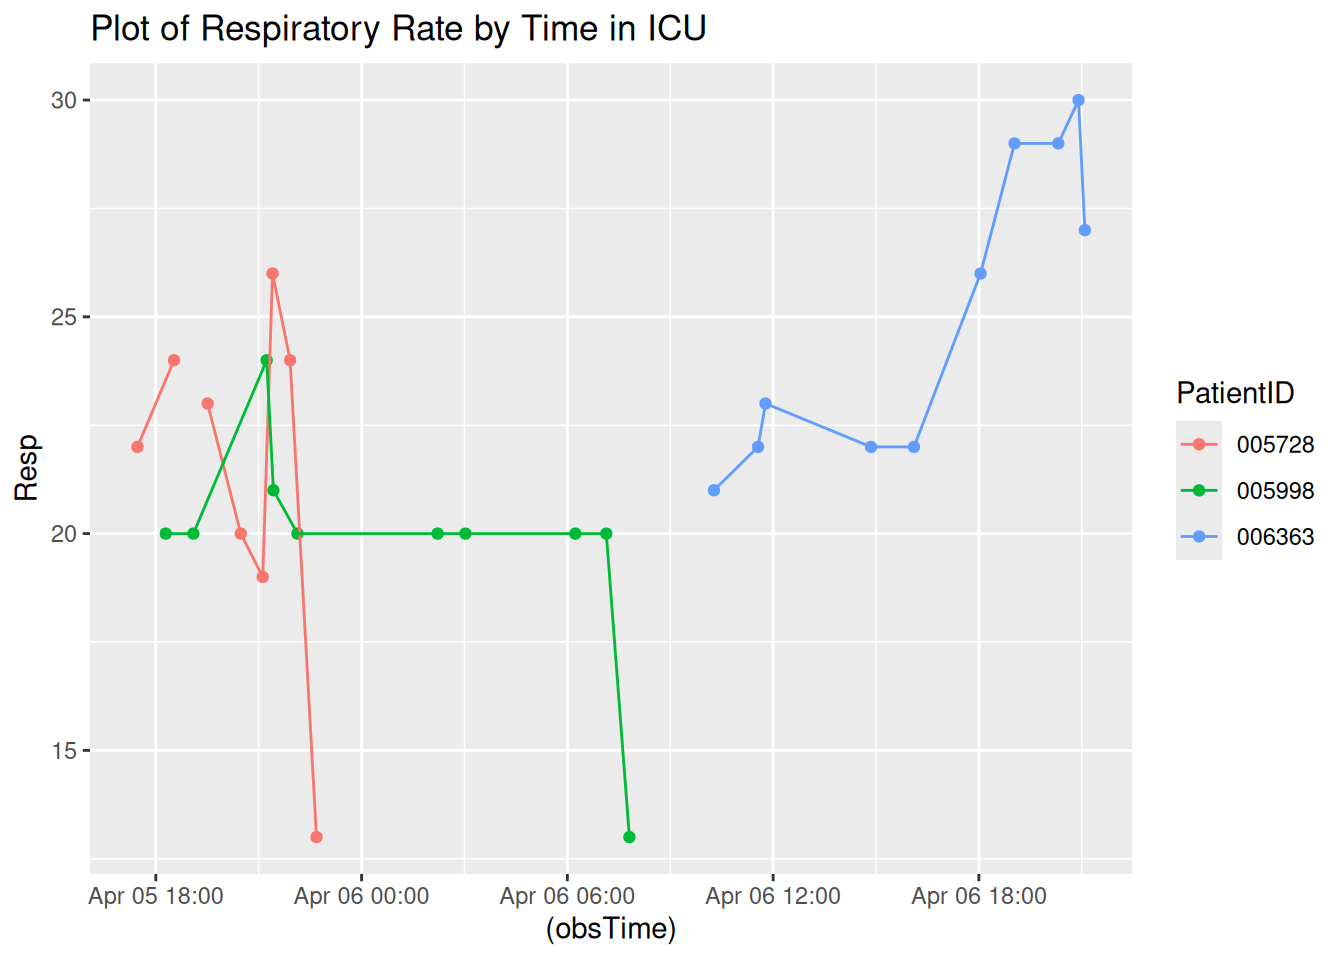 Plot of Respiratory Rate by Time in ICU
30
25
20
15
Resp
Apr 05 18:00
Apr 06 00:00
Apr 06 06:00
Apr 06 12:00
Apr 06 18:00
(obsTime)
PatientID
005728
005998
006363